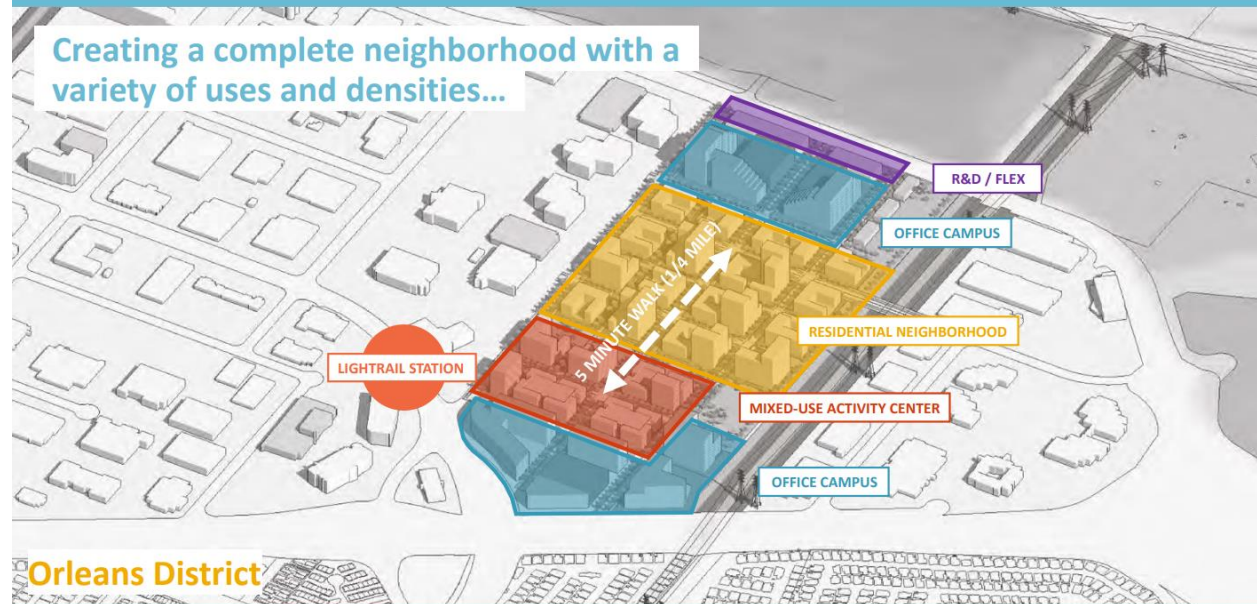 Creating a complete neighborhood with a
variety of uses and densities…
R&D / FLEX
OFFICE CAMPUS
5 MINUTE WALK (1/4 MILE)
RESIDENTIAL NEIGHBORHOOD
LIGHTRAIL STATION
MIXED-USE ACTIVITY CENTER
OFFICE CAMPUS
Orleans District